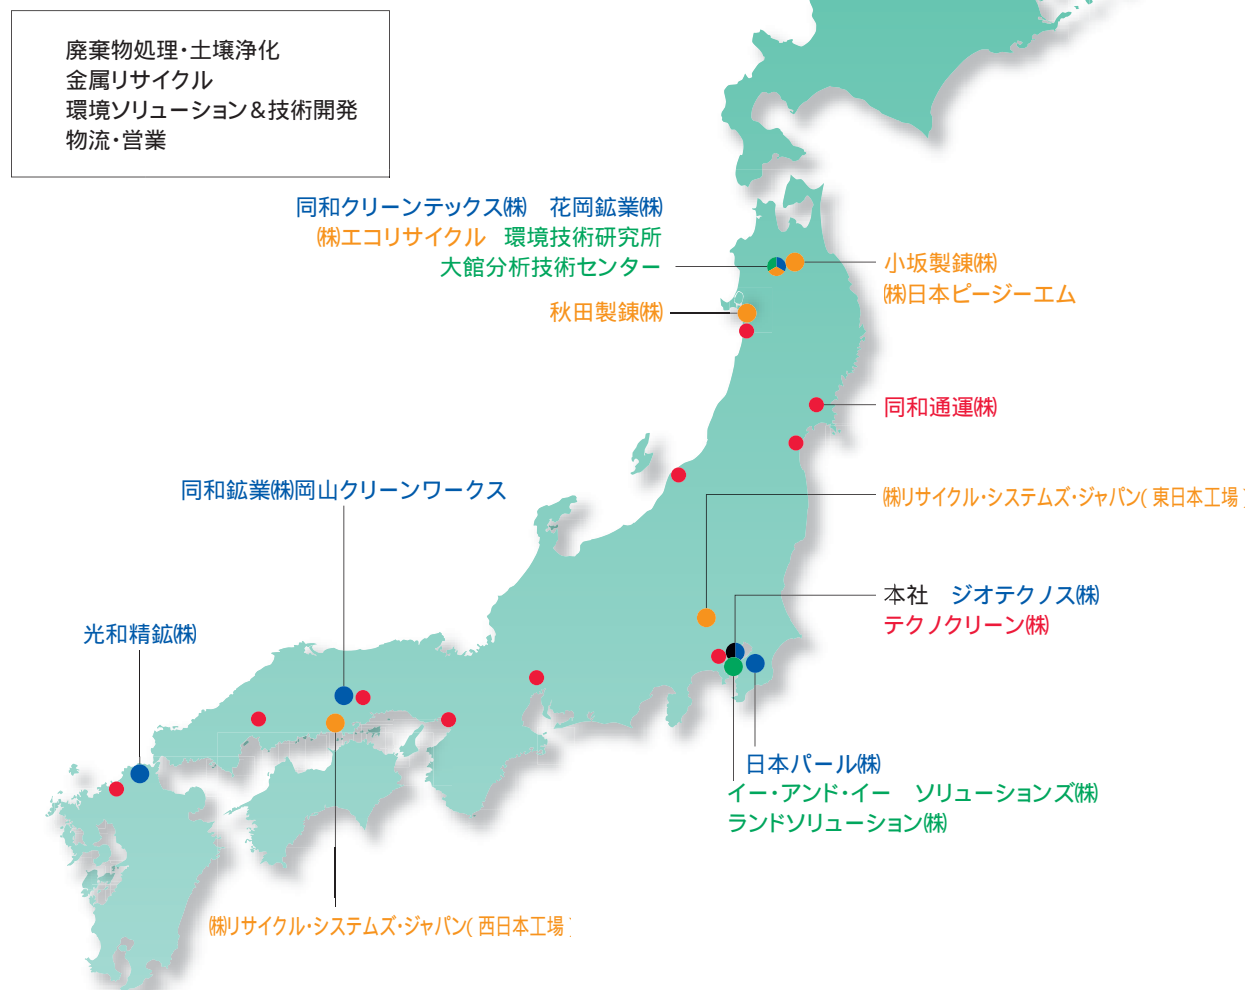 廃棄物処理・土壌浄化
金属リサイクル
環境ソリューション＆技術開発
物流・営業
同和クリーンテックス㈱　花岡鉱業㈱
㈱エコリサイクル　環境技術研究所
大館分析技術センター
秋田製錬㈱
小坂製錬㈱
㈱日本ピージーエム
同和通運㈱
同和鉱業㈱岡山クリーンワークス
㈱リサイクル・システムズ・ジャパン( 東日本工場 )
本社　ジオテクノス㈱
テクノクリーン㈱
光和精鉱㈱
日本パール㈱
イー・アンド・イー　ソリューションズ㈱
ランドソリューション㈱
㈱リサイクル・システムズ・ジャパン( 西日本工場 )